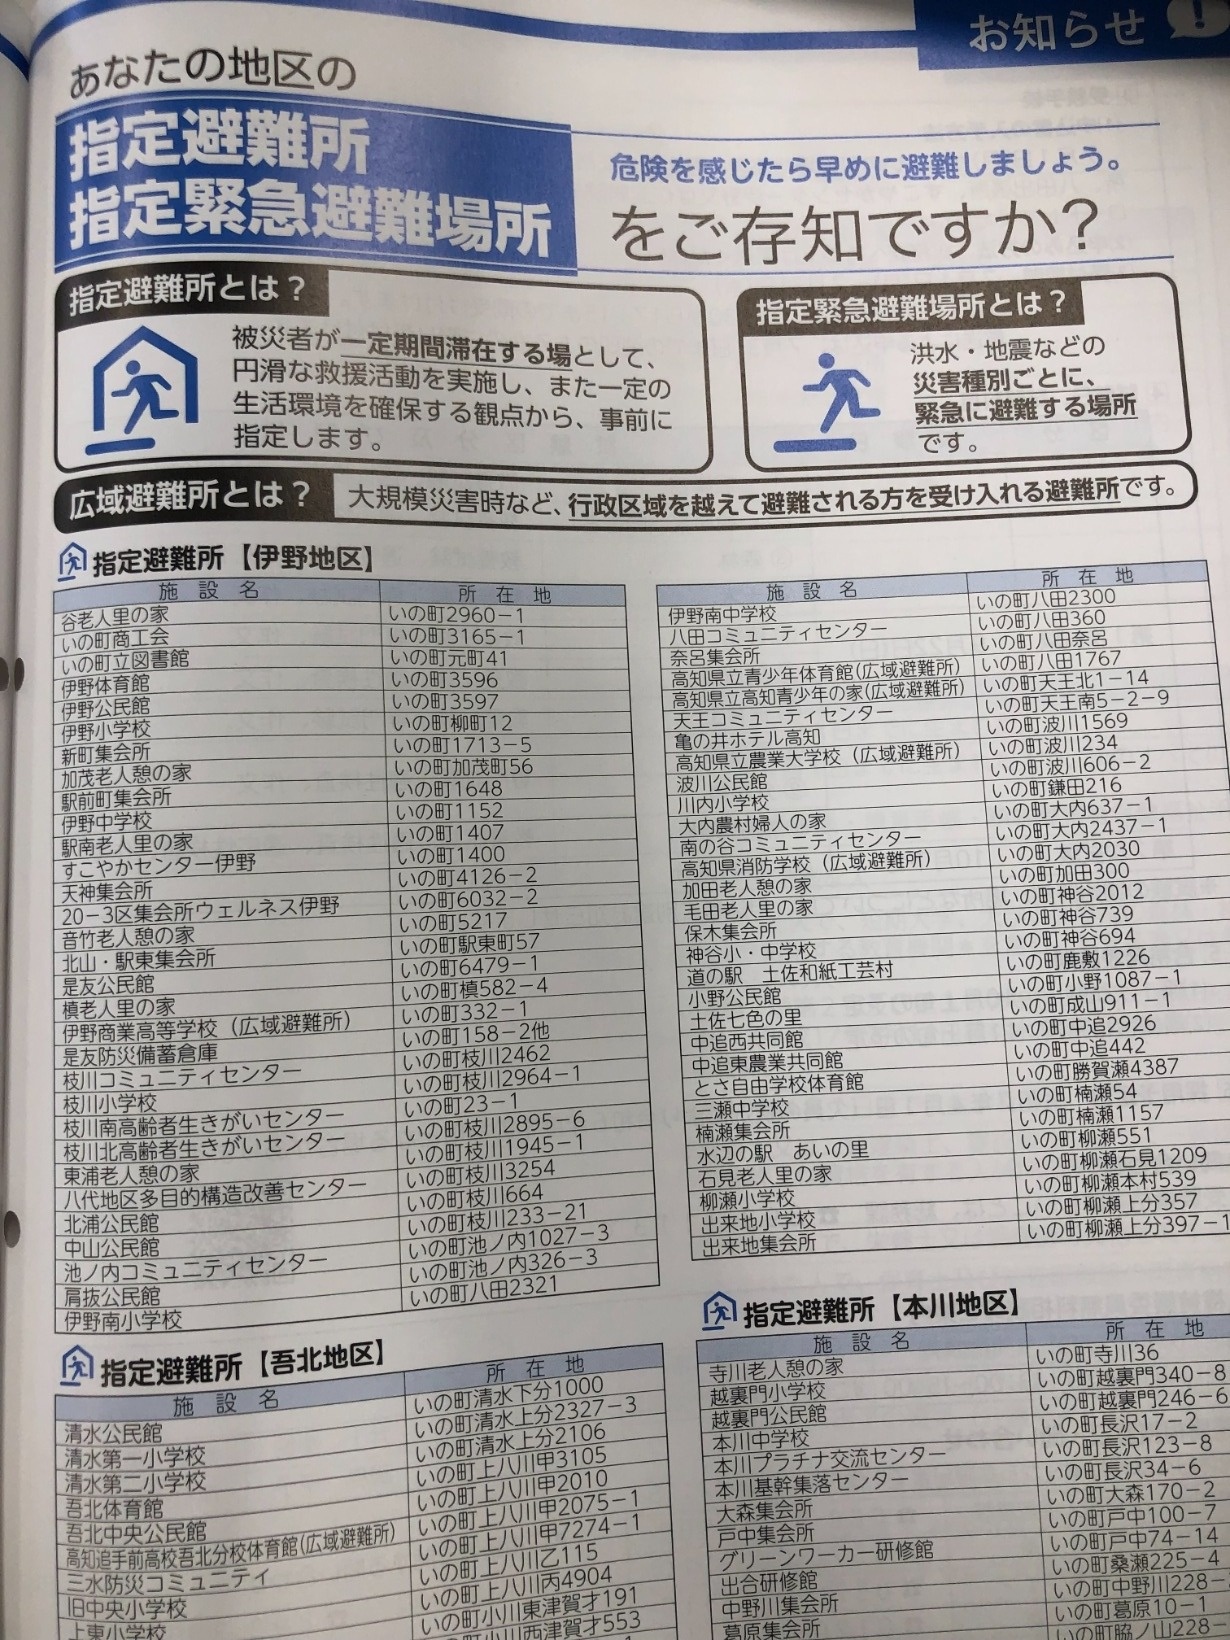 お知らせ
あなたの地区の
指定避難所
指定緊急避難場所
危険を感じたら早めに避難しましょう。
をご存知ですか?
指定避難所とは?
被災者が一定期間滞在する場として、
円滑な救援活動を実施し、また一定の
生活環境を確保する観点から、事前に
指定します。
指定緊急避難場所とは?
洪水・地震などの
災害種別ごとに、
緊急に避難する場所
です。
広域避難所とは? 大規模災害時など、行政区域を越えて避難される方を受け入れる避難所です。
指定避難所【伊野地区】
施設名 所在地
谷老人里の家 いの町2960-1
いの町商工会 いの町3165-1
いの町立図書館 いの町元町41
伊野体育館 いの町3596
伊野公民館 いの町3597
伊野小学校 いの町柳町12
新町集会所 いの町1713-5
加茂老人憩の家 いの町加茂町56
駅前町集会所 いの町1648
伊野中学校 いの町1152
駅南老人里の家 いの町1407
すこやかセンター伊野 いの町1400
天神集会所 いの町4126-2
20-3区集会所ウェルネス伊野 いの町6032-2
音竹老人憩の家 いの町5217
北山・駅東集会所 いの町駅東町57
是友公民館 いの町6479-1
槙老人里の家 いの町槙582-4
伊野商業高等学校(広域避難所) いの町332-1
是友防災備蓄倉庫 いの町158-2他
枝川コミュニティセンター いの町枝川2462
枝川小学校 いの町枝川2964-1
枝川南高齢者生きがいセンター いの町23-1
枝川北高齢者生きがいセンター いの町枝川2895-6
東浦老人憩の家 いの町枝川1945-1
八代地区多目的構造改善センター いの町枝川3254
北浦公民館 いの町枝川664
中山公民館 いの町枝川233-21
池ノ内コミュニティセンター いの町池ノ内1027-3
肩抜公民館 いの町池ノ内326-3
伊野南小学校 いの町八田2321
施設名 所在地
伊野南中学校 いの町八田2300
八田コミュニティセンター いの町八田360
奈呂集会所 いの町八田奈呂
高知県立青少年体育館(広域避難所) いの町八田1767
高知県立高知青少年の家(広域避難所) いの町天王北1-14
天王コミュニティセンター いの町天王南5-2-9
亀の井ホテル高知 いの町波川1569
高知県立農業大学校(広域避難所) いの町波川234
波川公民館 いの町波川606-2
川内小学校 いの町鎌田216
大内農村婦人の家 いの町大内637-1
南の谷コミュニティセンター いの町大内2437-1
高知県消防学校(広域避難所) いの町大内2030
加田老人憩の家 いの町加田300
毛田老人里の家 いの町神谷2012
保木集会所 いの町神谷739
神谷小・中学校 いの町神谷694
道の駅 土佐和紙工芸村 いの町鹿敷1226
小野公民館 いの町小野1087-1
土佐七色の里 いの町成山911-1
中追西共同館 いの町中追2926
中追東農業共同館 いの町中追442
とさ自由学校体育館 いの町勝賀瀬4387
三瀬中学校 いの町楠瀬54
楠瀬集会所 いの町楠瀬1157
水辺の駅 あいの里 いの町柳瀬551
石見老人里の家 いの町柳瀬石見1209
柳瀬小学校 いの町柳瀬本村539
出来地小学校 いの町柳瀬上分357
出来地集会所 いの町柳瀬上分397-1
指定避難所【吾北地区】
施設名 所在地
清水公民館 いの町清水下分1000
清水第一小学校 いの町清水上分2327-3
清水第二小学校 いの町清水上分2106
吾北体育館 いの町上八川甲3105
吾北中央公民館 いの町上八川甲2010
高知追手前高校吾北分校体育館(広域避難所) いの町上八川甲2075-1
三水防災コミュニティ いの町上八川甲7274-1
旧中央小学校 いの町上八川乙115
上東小学校 いの町上八川丙4904
いの町小川東津賀才191
いの町小川西津賀才553
指定避難所【本川地区】
施設名 所在地
寺川老人憩の家 いの町寺川36
越裏門小学校 いの町越裏門340-8
越裏門公民館 いの町越裏門246-6
本川中学校 いの町長沢17-2
本川プラチナ交流センター いの町長沢123-8
本川基幹集落センター いの町長沢34-6
大森集会所 いの町大森170-2
戸中集会所 いの町戸中100-7
グリーンワーカー研修館 いの町戸中74-14
出合研修館 いの町桑瀬225-4
中野川集会所 いの町中野川228-
葛原集会所 いの町葛原10-1
いの町脇ノ山228-